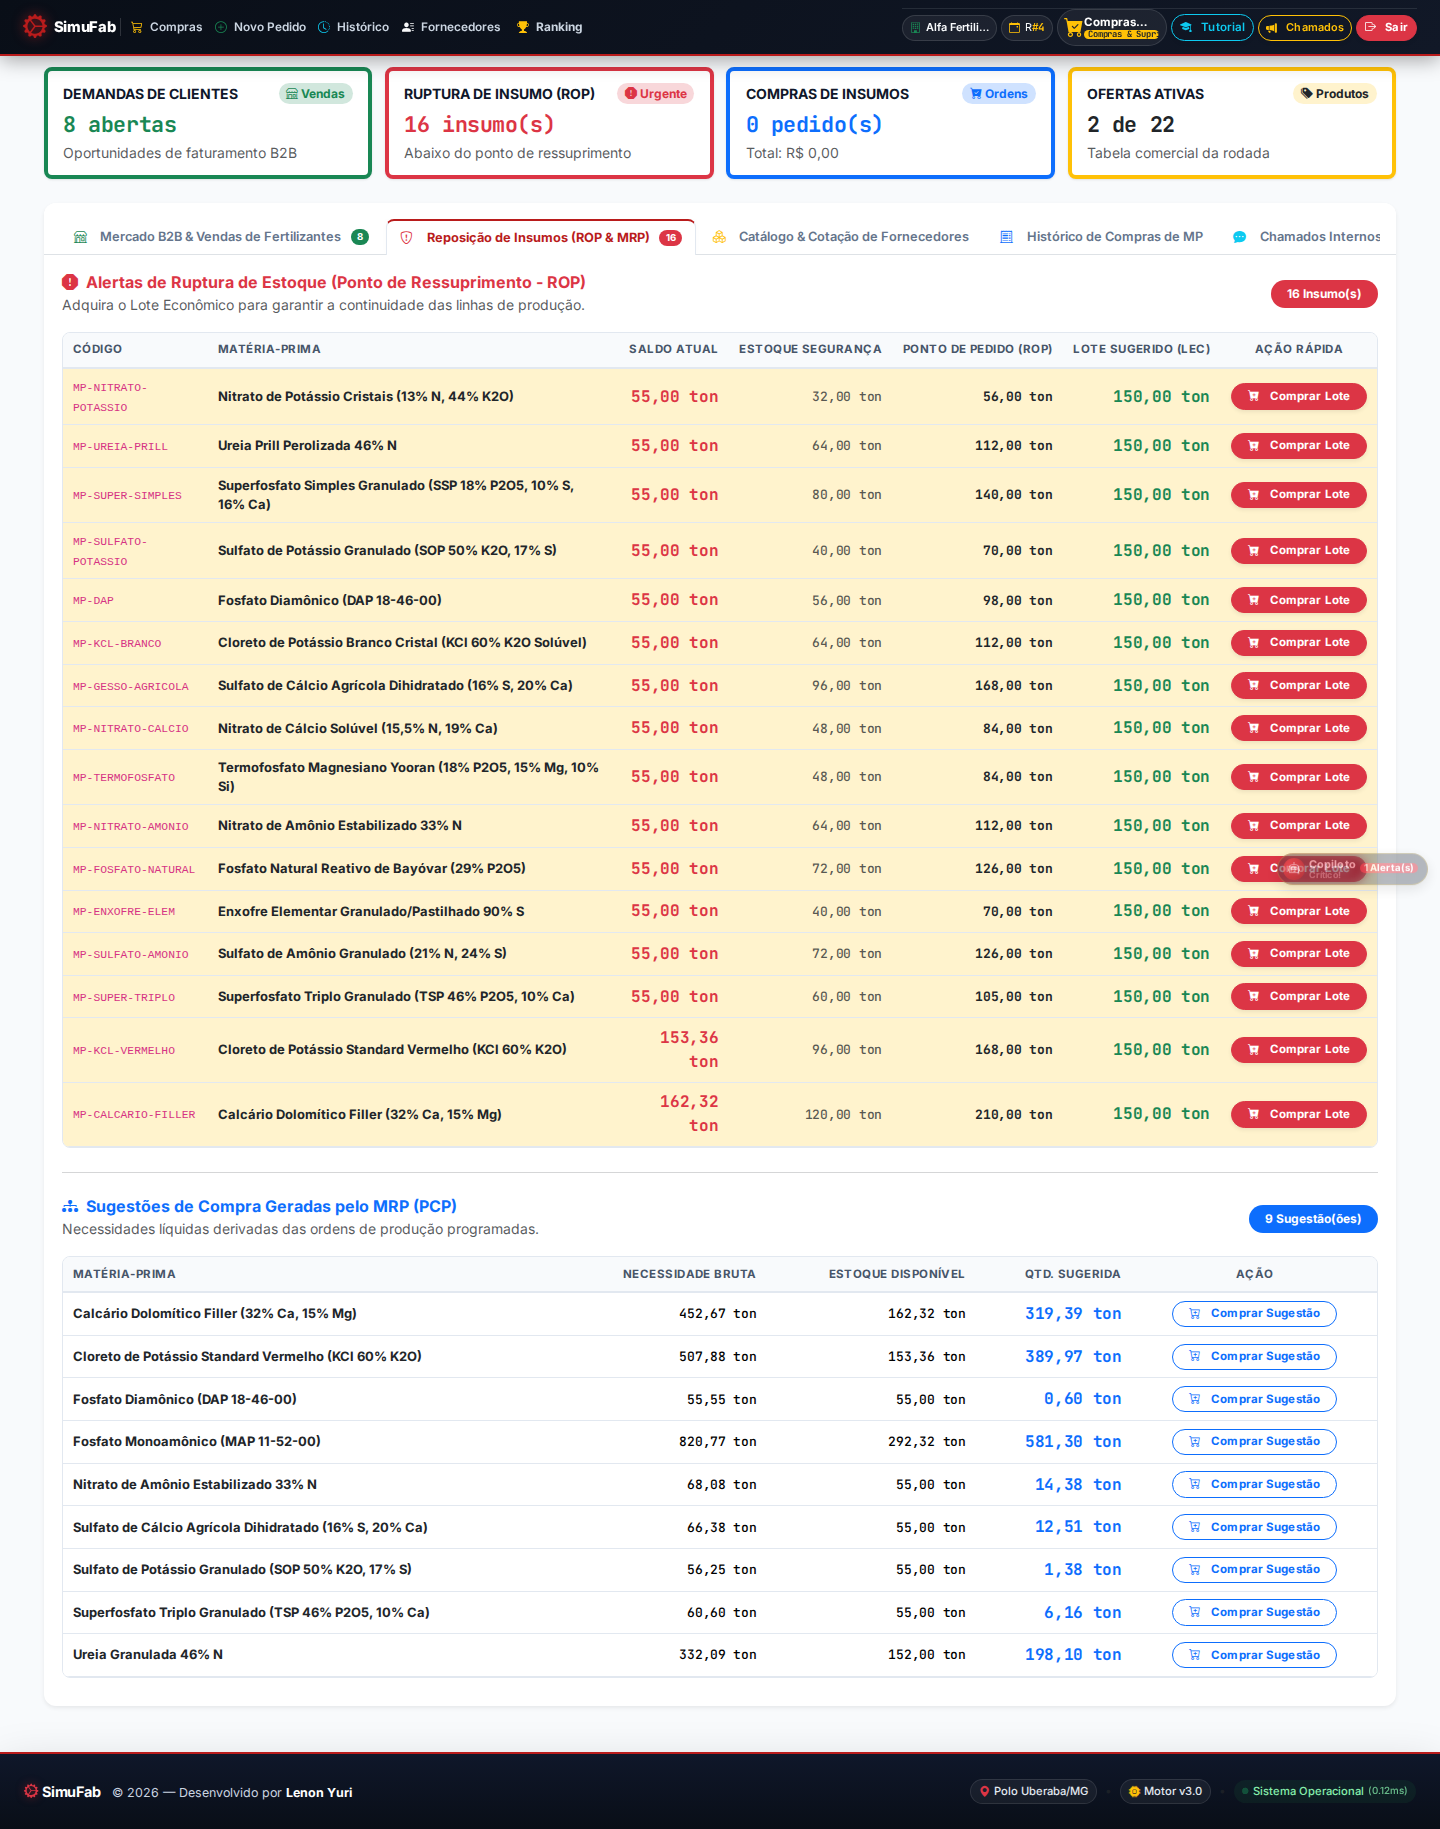 SimuFab Compras Novo Pedido Histórico Fornecedores Ranking Alfa Fertili... R#4 Compras... Compras & Supr Tutorial Chamados Sair
DEMANDAS DE CLIENTES Vendas
8 abertas
Oportunidades de faturamento B2B
RUPTURA DE INSUMO (ROP) Urgente
16 insumo(s)
Abaixo do ponto de ressuprimento
COMPRAS DE INSUMOS Ordens
0 pedido(s)
Total: R$ 0,00
OFERTAS ATIVAS Produtos
2 de 22
Tabela comercial da rodada
Mercado B2B & Vendas de Fertilizantes 8 Reposição de Insumos (ROP & MRP) 16 Catálogo & Cotação de Fornecedores Histórico de Compras de MP Chamados Internos
Alertas de Ruptura de Estoque (Ponto de Ressuprimento - ROP)
Adquira o Lote Econômico para garantir a continuidade das linhas de produção.
16 Insumo(s)
CÓDIGO MATÉRIA-PRIMA SALDO ATUAL ESTOQUE SEGURANÇA PONTO DE PEDIDO (ROP) LOTE SUGERIDO (LEC) AÇÃO RÁPIDA
MP-NITRATO-
POTASSIO
Nitrato de Potássio Cristais (13% N, 44% K2O) 55,00 ton 32,00 ton 56,00 ton 150,00 ton Comprar Lote
MP-UREIA-PRILL Ureia Prill Perolizada 46% N 55,00 ton 64,00 ton 112,00 ton 150,00 ton Comprar Lote
MP-SUPER-SIMPLES Superfosfato Simples Granulado (SSP 18% P2O5, 10% S,
16% Ca) 55,00 ton 80,00 ton 140,00 ton 150,00 ton Comprar Lote
MP-SULFATO-
POTASSIO
Sulfato de Potássio Granulado (SOP 50% K2O, 17% S) 55,00 ton 40,00 ton 70,00 ton 150,00 ton Comprar Lote
MP-DAP Fosfato Diamônico (DAP 18-46-00) 55,00 ton 56,00 ton 98,00 ton 150,00 ton Comprar Lote
MP-KCL-BRANCO Cloreto de Potássio Branco Cristal (KCl 60% K2O Solúvel) 55,00 ton 64,00 ton 112,00 ton 150,00 ton Comprar Lote
MP-GESSO-AGRICOLA Sulfato de Cálcio Agrícola Dihidratado (16% S, 20% Ca) 55,00 ton 96,00 ton 168,00 ton 150,00 ton Comprar Lote
MP-NITRATO-CALCIO Nitrato de Cálcio Solúvel (15,5% N, 19% Ca) 55,00 ton 48,00 ton 84,00 ton 150,00 ton Comprar Lote
MP-TERMOFOSFATO Termofosfato Magnesiano Yooran (18% P2O5, 15% Mg, 10%
Si) 55,00 ton 48,00 ton 84,00 ton 150,00 ton Comprar Lote
MP-NITRATO-AMONIO Nitrato de Amônio Estabilizado 33% N 55,00 ton 64,00 ton 112,00 ton 150,00 ton Comprar Lote
MP-FOSFATO-NATURAL Fosfato Natural Reativo de Bayóvar (29% P2O5) 55,00 ton 72,00 ton 126,00 ton 150,00 ton Copiloto 1 Alerta(s)
Crítico!
MP-ENXOFRE-ELEM Enxofre Elementar Granulado/Pastilhado 90% S 55,00 ton 40,00 ton 70,00 ton 150,00 ton Comprar Lote
MP-SULFATO-AMONIO Sulfato de Amônio Granulado (21% N, 24% S) 55,00 ton 72,00 ton 126,00 ton 150,00 ton Comprar Lote
MP-SUPER-TRIPLO Superfosfato Triplo Granulado (TSP 46% P2O5, 10% Ca) 55,00 ton 60,00 ton 105,00 ton 150,00 ton Comprar Lote
MP-KCL-VERMELHO Cloreto de Potássio Standard Vermelho (KCl 60% K2O) 153,36
ton 96,00 ton 168,00 ton 150,00 ton Comprar Lote
MP-CALCARIO-FILLER Calcário Dolomítico Filler (32% Ca, 15% Mg) 162,32
ton 120,00 ton 210,00 ton 150,00 ton Comprar Lote
Sugestões de Compra Geradas pelo MRP (PCP)
Necessidades líquidas derivadas das ordens de produção programadas.
9 Sugestão(ões)
MATÉRIA-PRIMA NECESSIDADE BRUTA ESTOQUE DISPONÍVEL QTD. SUGERIDA AÇÃO
Calcário Dolomítico Filler (32% Ca, 15% Mg) 452,67 ton 162,32 ton 319,39 ton Comprar Sugestão
Cloreto de Potássio Standard Vermelho (KCl 60% K2O) 507,88 ton 153,36 ton 389,97 ton Comprar Sugestão
Fosfato Diamônico (DAP 18-46-00) 55,55 ton 55,00 ton 0,60 ton Comprar Sugestão
Fosfato Monoamônico (MAP 11-52-00) 820,77 ton 292,32 ton 581,30 ton Comprar Sugestão
Nitrato de Amônio Estabilizado 33% N 68,08 ton 55,00 ton 14,38 ton Comprar Sugestão
Sulfato de Cálcio Agrícola Dihidratado (16% S, 20% Ca) 66,38 ton 55,00 ton 12,51 ton Comprar Sugestão
Sulfato de Potássio Granulado (SOP 50% K2O, 17% S) 56,25 ton 55,00 ton 1,38 ton Comprar Sugestão
Superfosfato Triplo Granulado (TSP 46% P2O5, 10% Ca) 60,60 ton 55,00 ton 6,16 ton Comprar Sugestão
Ureia Granulada 46% N 332,09 ton 152,00 ton 198,10 ton Comprar Sugestão
SimuFab © 2026 — Desenvolvido por Lenon Yuri Polo Uberaba/MG Motor v3.0 Sistema Operacional (0.12ms)